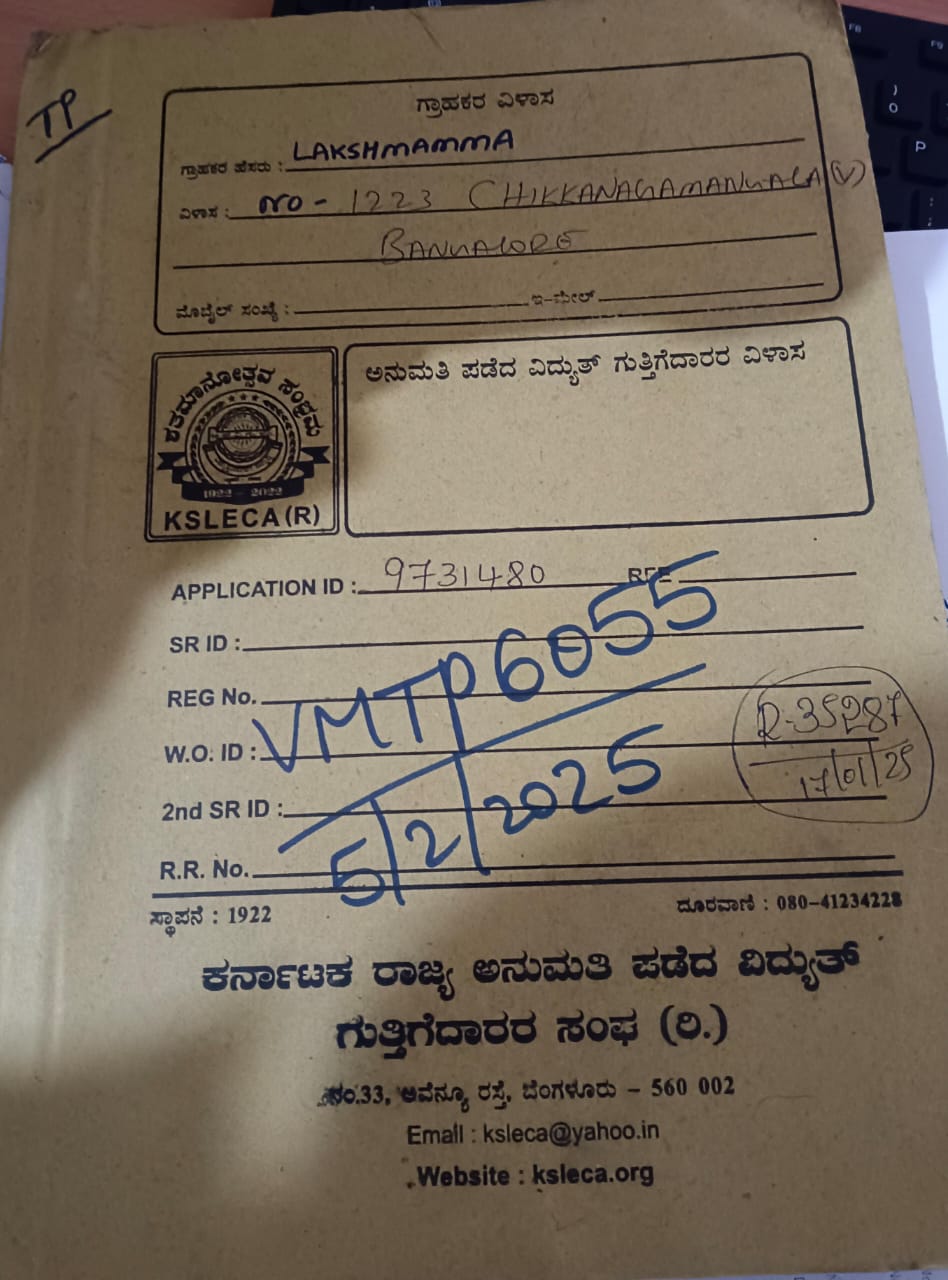 TP
ಗ್ರಾಹಕರ ವಿಳಾಸ
ಗ್ರಾಹಕರ ಹೆಸರು : LAKSHMAMMA
ವಿಳಾಸ : NO - 1223 CHIKKANAGAMANGALA (V)
BANGALORE
ಮೊಬೈಲ್ ಸಂಖ್ಯೆ : ಇ-ಮೇಲ್
ಶತಮಾನೋತ್ಸವ ಸಂಭ್ರಮ
1922 - 2022
KSLECA (R)
ಅನುಮತಿ ಪಡೆದ ವಿದ್ಯುತ್ ಗುತ್ತಿಗೆದಾರರ ವಿಳಾಸ
APPLICATION ID : 9731480
SR ID :
REG No.
VMTP6055
W.O. ID :
R-35287
17/01/25
2nd SR ID :
5/2/2025
R.R. No.
ಸ್ಥಾಪನೆ : 1922 ದೂರವಾಣಿ : 080-41234228
ಕರ್ನಾಟಕ ರಾಜ್ಯ ಅನುಮತಿ ಪಡೆದ ವಿದ್ಯುತ್
ಗುತ್ತಿಗೆದಾರರ ಸಂಘ (ರಿ.)
ನಂ.33, ಅವೆನ್ಯೂ ರಸ್ತೆ, ಬೆಂಗಳೂರು - 560 002
Email : ksleca@yahoo.in
Website : ksleca.org